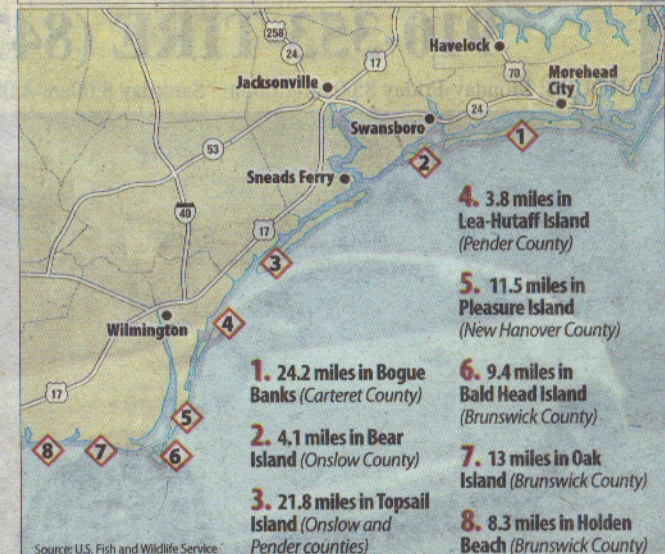 258
24
17
Havelock
70
Morehead
City
Jacksonville
24
Swansboro
1
2
53
Sneads Ferry
40
17
3
4
Wilmington
17
5
6
7
8
4. 3.8 miles in
Lea-Hutaff Island
(Pender County)
5. 11.5 miles in
Pleasure Island
(New Hanover County)
1. 24.2 miles in Bogue
Banks (Carteret County)
2. 4.1 miles in Bear
Island (Onslow County)
3. 21.8 miles in Topsail
Island (Onslow and
Pender counties)
6. 9.4 miles in
Bald Head Island
(Brunswick County)
7. 13 miles in Oak
Island (Brunswick County)
8. 8.3 miles in Holden
Beach (Brunswick County)
Source: U.S. Fish and Wildlife Service